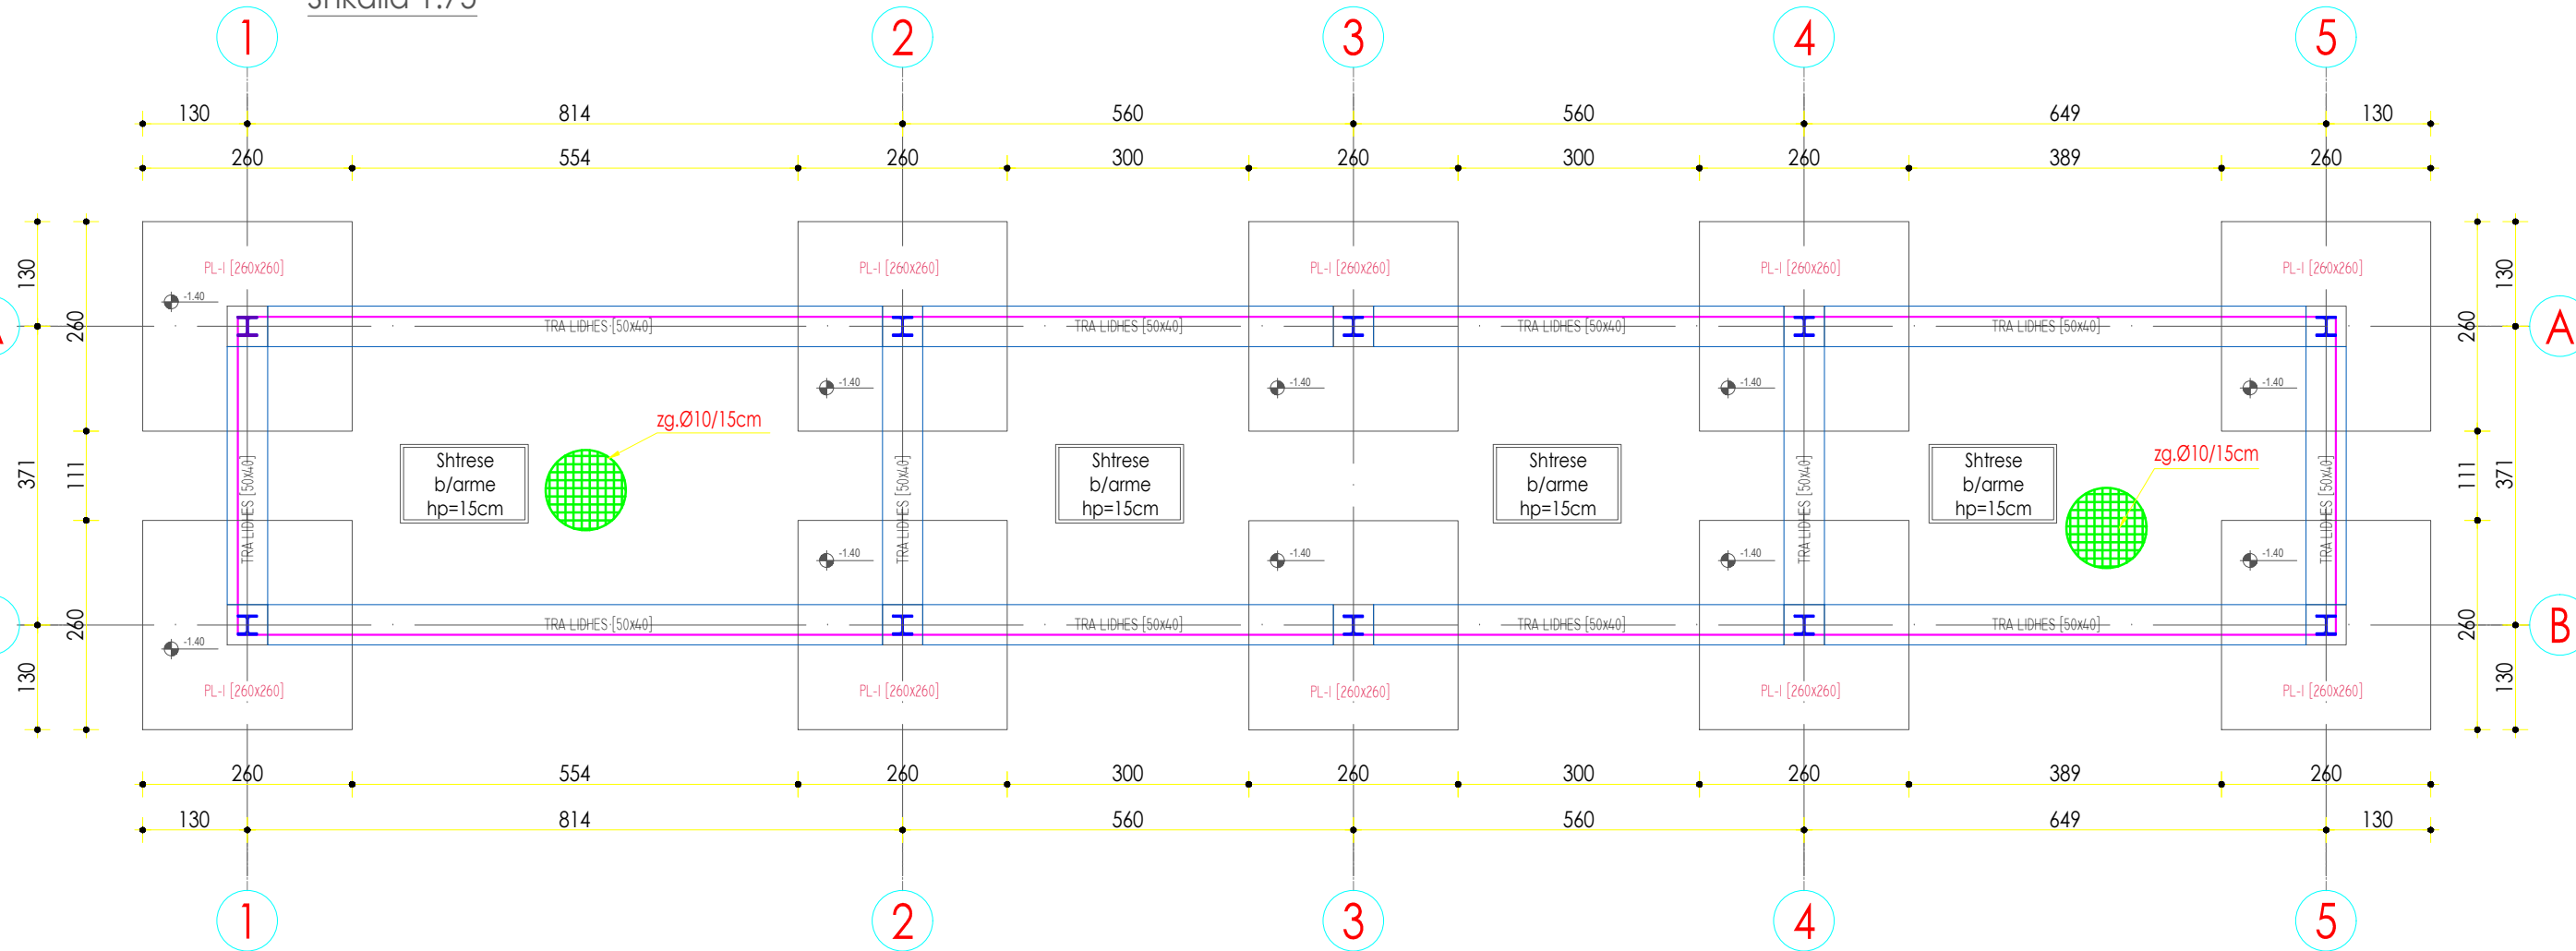 Shkalla 1:75
1 2 3 4 5
130 814 560 560 649 130
260 554 260 300 260 300 260 389 260
PL-I [260x260] PL-I [260x260] PL-I [260x260] PL-I [260x260] PL-I [260x260]
130 130
-1.40
A
260 TRA LIDHES [50x40] TRA LIDHES [50x40] TRA LIDHES [50x40] TRA LIDHES [50x40] 260 A
-1.40 -1.40 -1.40 -1.40
zg.Ø10/15cm
zg.Ø10/15cm
371 111 111 371
TRA LIDHES [50x40] TRA LIDHES [50x40] TRA LIDHES [50x40] TRA LIDHES [50x40]
Shtrese
b/arme
hp=15cm
Shtrese
b/arme
hp=15cm
Shtrese
b/arme
hp=15cm
Shtrese
b/arme
hp=15cm
-1.40 -1.40 -1.40 -1.40
260 TRA LIDHES [50x40] TRA LIDHES [50x40] TRA LIDHES [50x40] TRA LIDHES [50x40] 260 B
-1.40
130 130
PL-I [260x260] PL-I [260x260] PL-I [260x260] PL-I [260x260] PL-I [260x260]
260 554 260 300 260 300 260 389 260
130 814 560 560 649 130
1 2 3 4 5